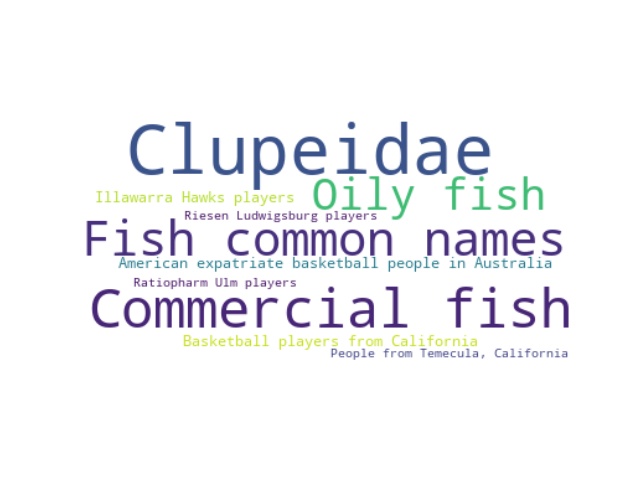 Clupeidae
Oily fish
Illawarra Hawks players
Riesen Ludwigsburg players
Fish common names
American expatriate basketball people in Australia
Ratiopharm Ulm players
Commercial fish
Basketball players from California
People from Temecula, California